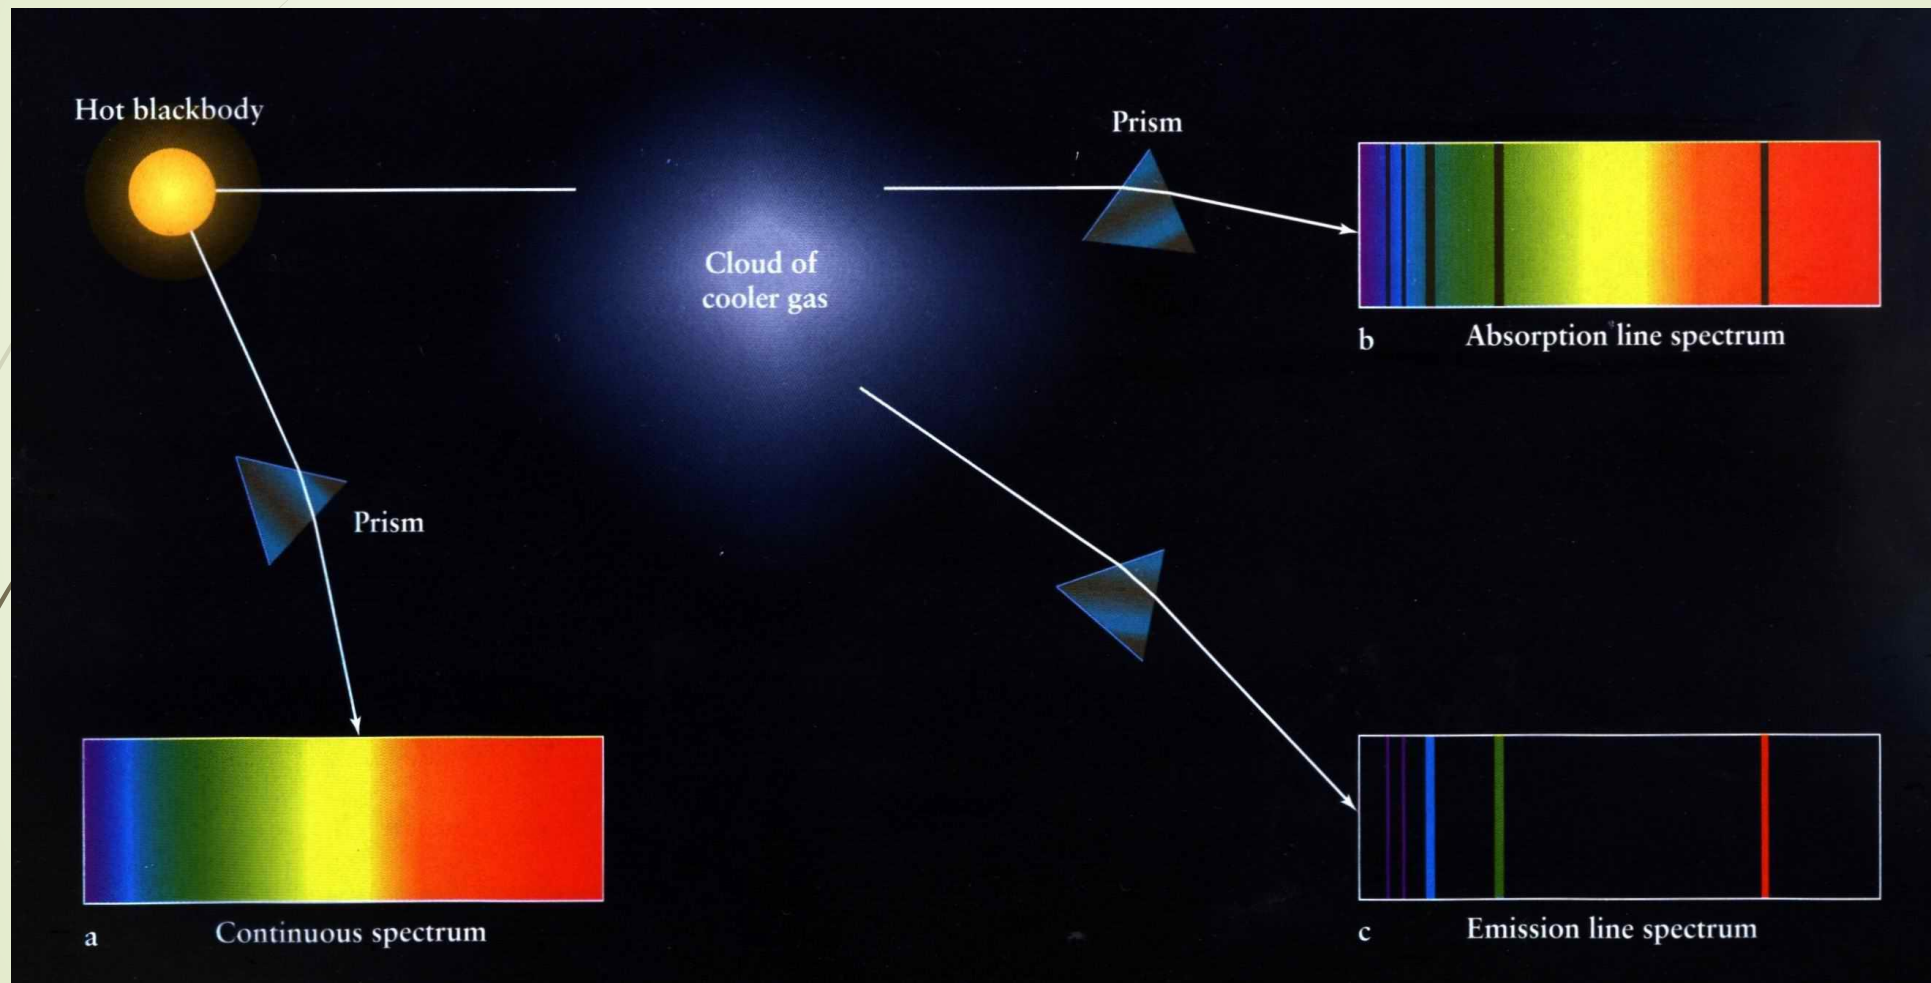 Hot blackbody
Prism
Cloud of
cooler gas
b
Absorption line spectrum
Prism
a
Continuous spectrum
c
Emission line spectrum